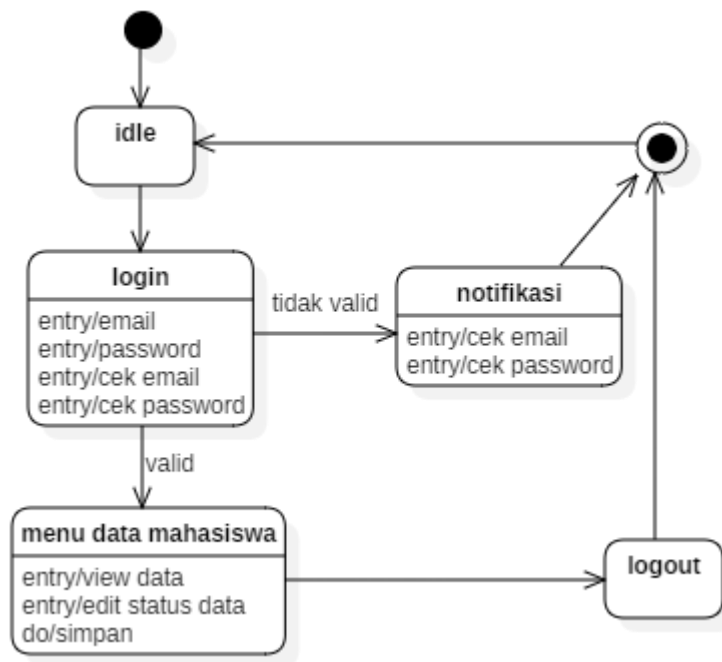 idle
login
entry/email
entry/password
entry/cek email
entry/cek password
tidak valid
notifikasi
entry/cek email
entry/cek password
valid
menu data mahasiswa
entry/view data
entry/edit status data
do/simpan
logout